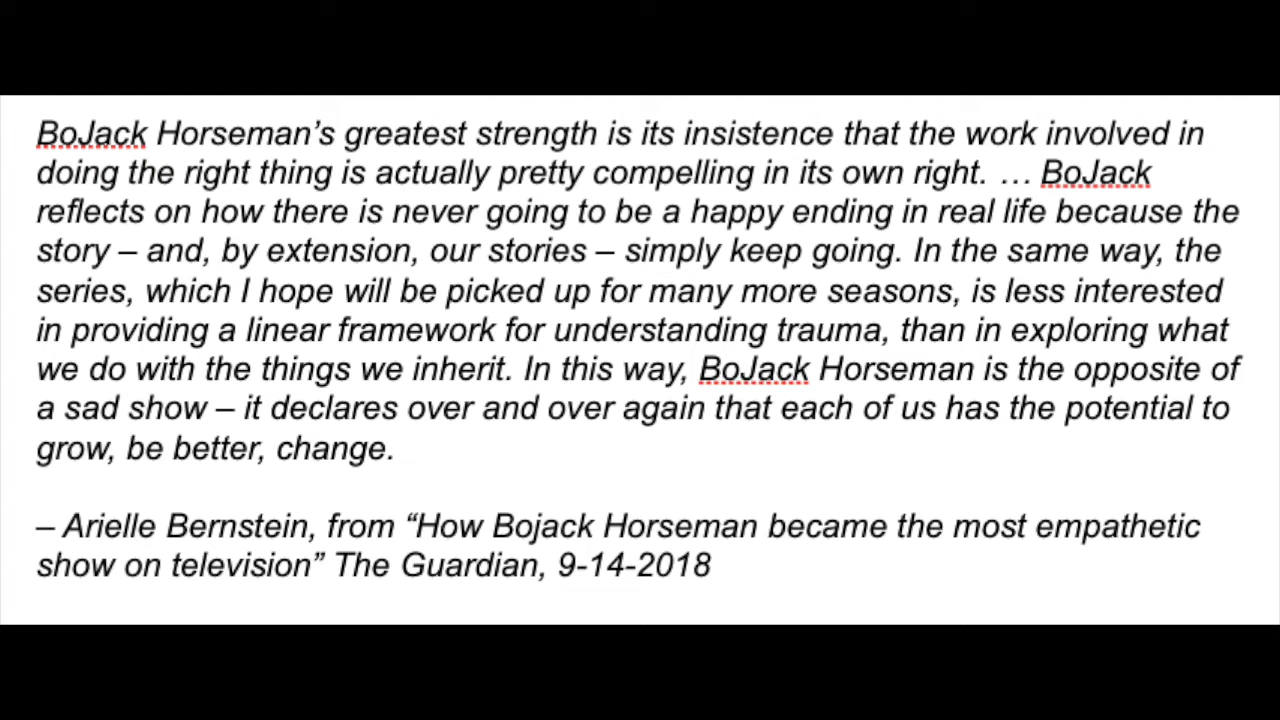 BoJack Horseman’s greatest strength is its insistence that the work involved in
doing the right thing is actually pretty compelling in its own right. … BoJack
reflects on how there is never going to be a happy ending in real life because the
story – and, by extension, our stories – simply keep going. In the same way, the
series, which I hope will be picked up for many more seasons, is less interested
in providing a linear framework for understanding trauma, than in exploring what
we do with the things we inherit. In this way, BoJack Horseman is the opposite of
a sad show – it declares over and over again that each of us has the potential to
grow, be better, change.
– Arielle Bernstein, from “How Bojack Horseman became the most empathetic
show on television” The Guardian, 9-14-2018